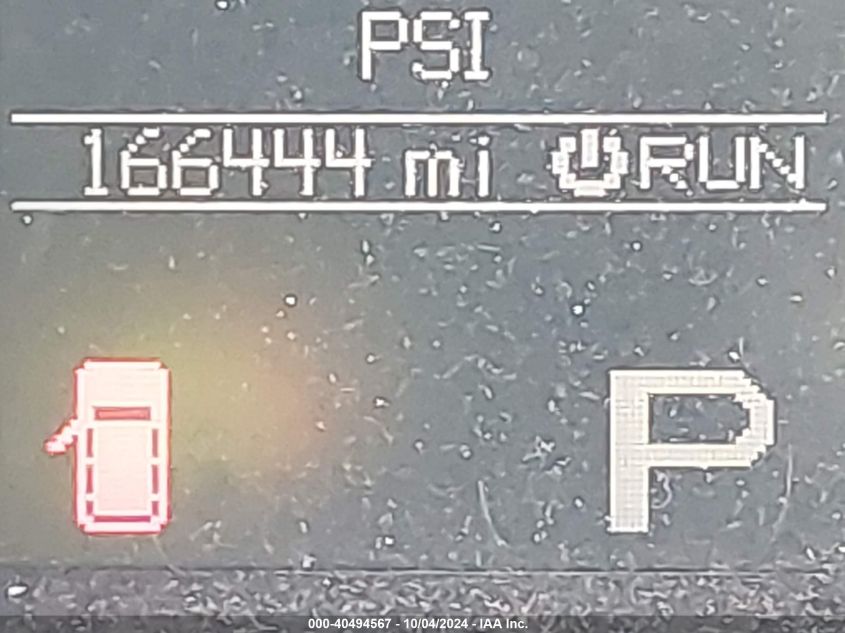 PSI
166444 mi RUN
P
000-40494567 - 10/04/2024 - IAA Inc.